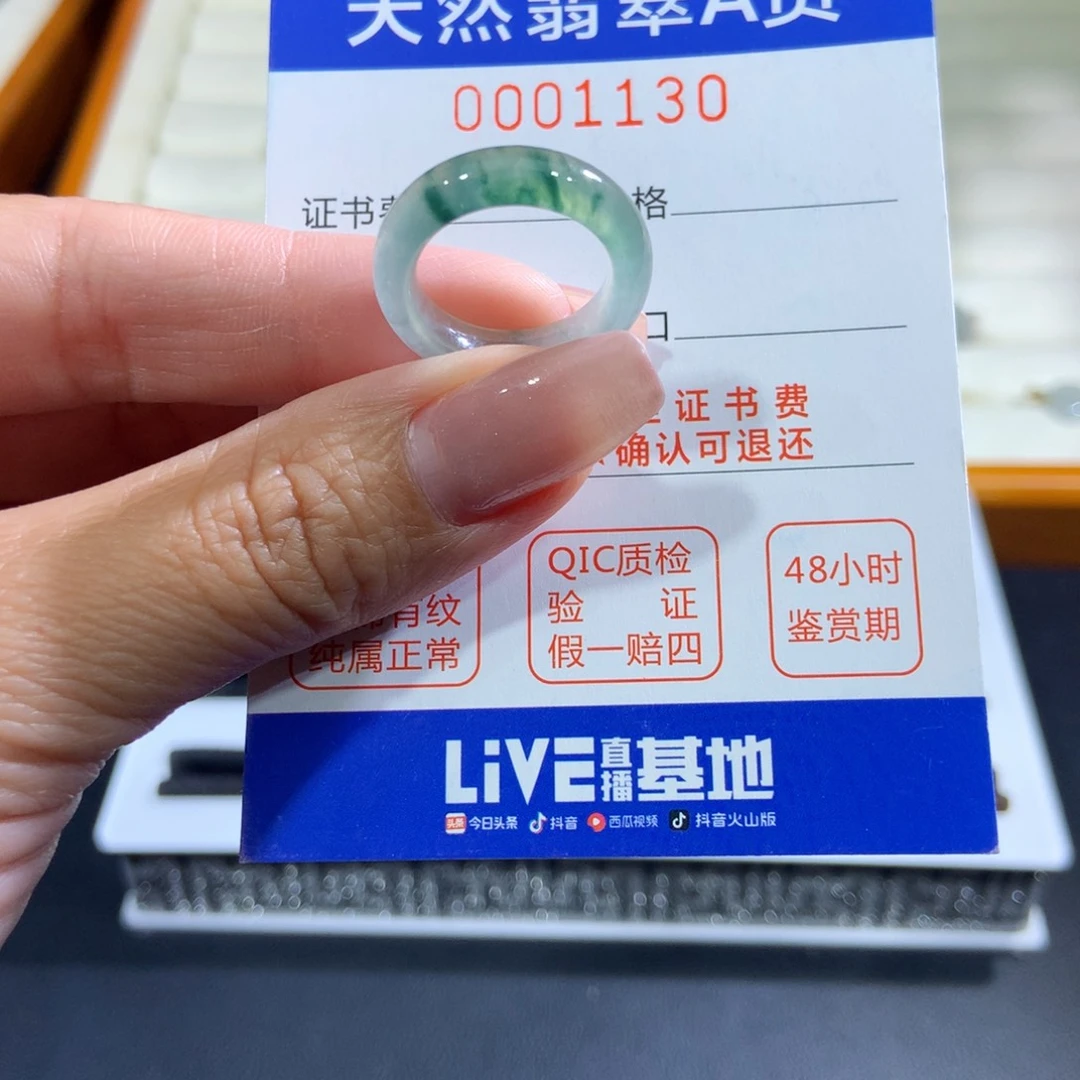 天然翡翠A货
0001130
证书 格
口
证书费
确认可退还
有纹
纯属正常
QIC质检
验 证
假一赔四
48小时
鉴赏期
LiVE直播基地
头条 今日头条 抖音 西瓜视频 抖音火山版